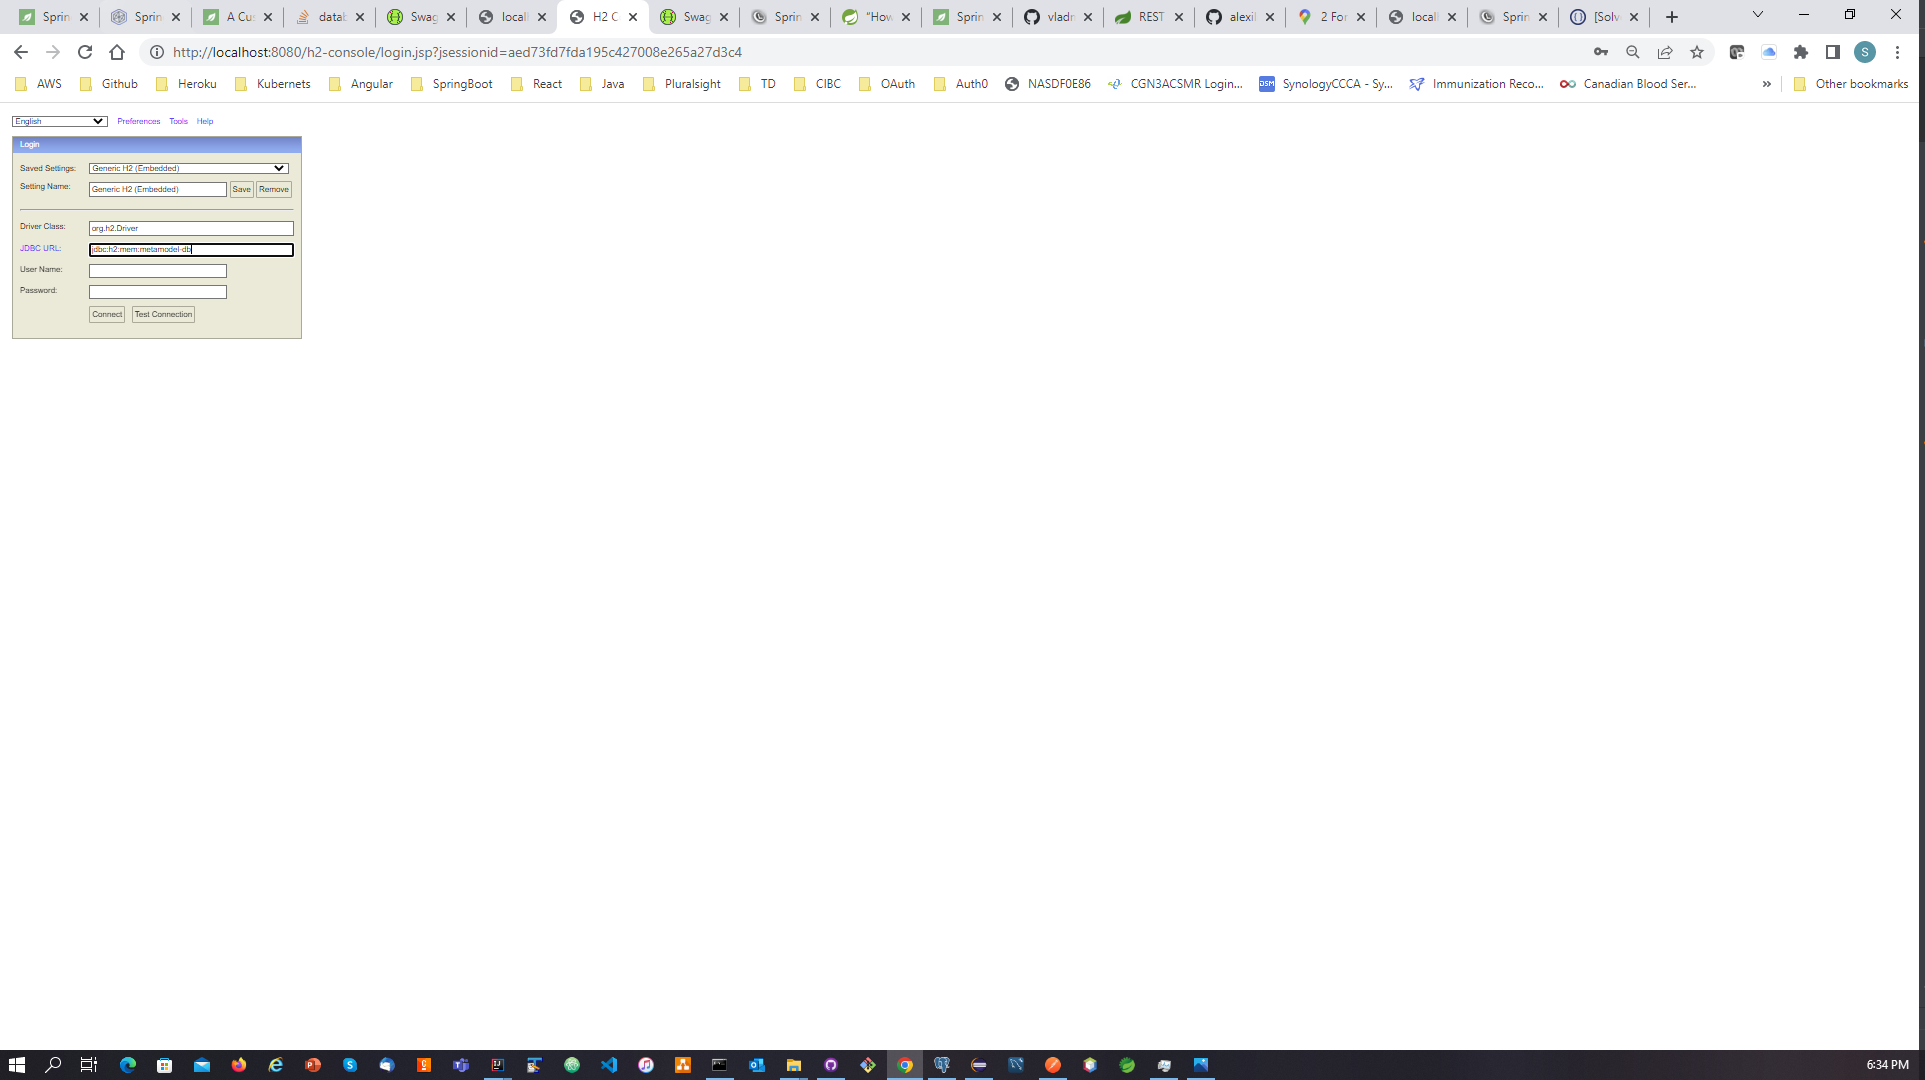 Sprin Sprin A Cu: datab Swag locall H2 C Swag Sprin "How Sprin vladr REST alexil 2 For locall Sprin [Solv
http://localhost:8080/h2-console/login.jsp?jsessionid=aed73fd7fda195c427008e265a27d3c4 S
AWS Github Heroku Kubernets Angular SpringBoot React Java Pluralsight TD CIBC OAuth Auth0 NASDF0E86 CGN3ACSMR Login... SynologyCCCA - Sy... Immunization Reco... Canadian Blood Ser... » Other bookmarks
English Preferences Tools Help
Login
Saved Settings: Generic H2 (Embedded)
Setting Name: Generic H2 (Embedded) Save Remove
Driver Class: org.h2.Driver
JDBC URL: jdbc:h2:mem:metamodel-db
User Name:
Password:
Connect Test Connection
6:34 PM